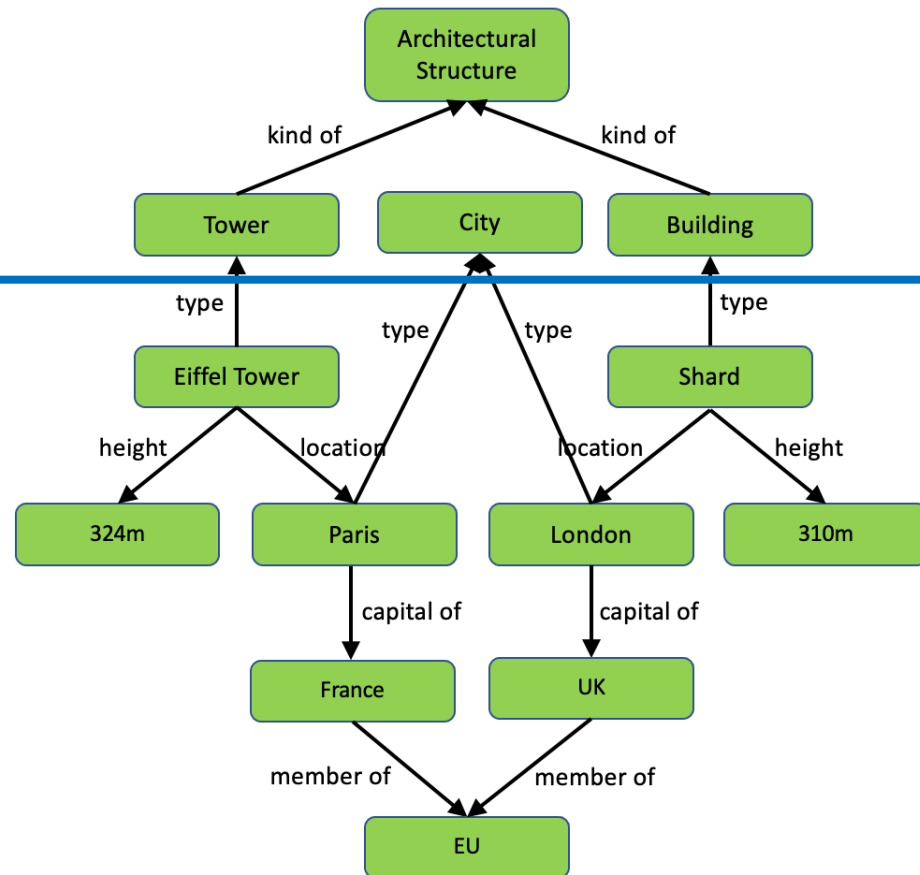 Architectural
Structure
kind of
kind of
Tower
City
Building
type
type
type
type
Eiffel Tower
Shard
height
location
location
height
324m
Paris
London
310m
capital of
capital of
France
UK
member of
member of
EU